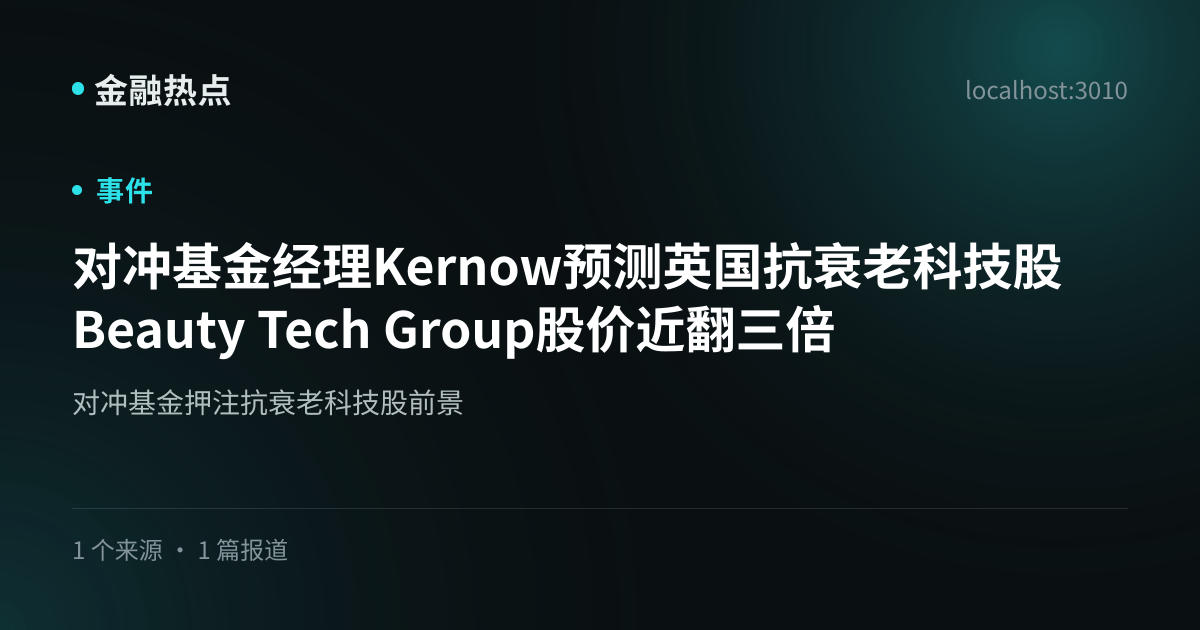 金融热点
localhost:3010
事件
对冲基金经理Kernow预测英国抗衰老科技股
Beauty Tech Group股价近翻三倍
对冲基金押注抗衰老科技股前景
1 个来源 · 1 篇报道